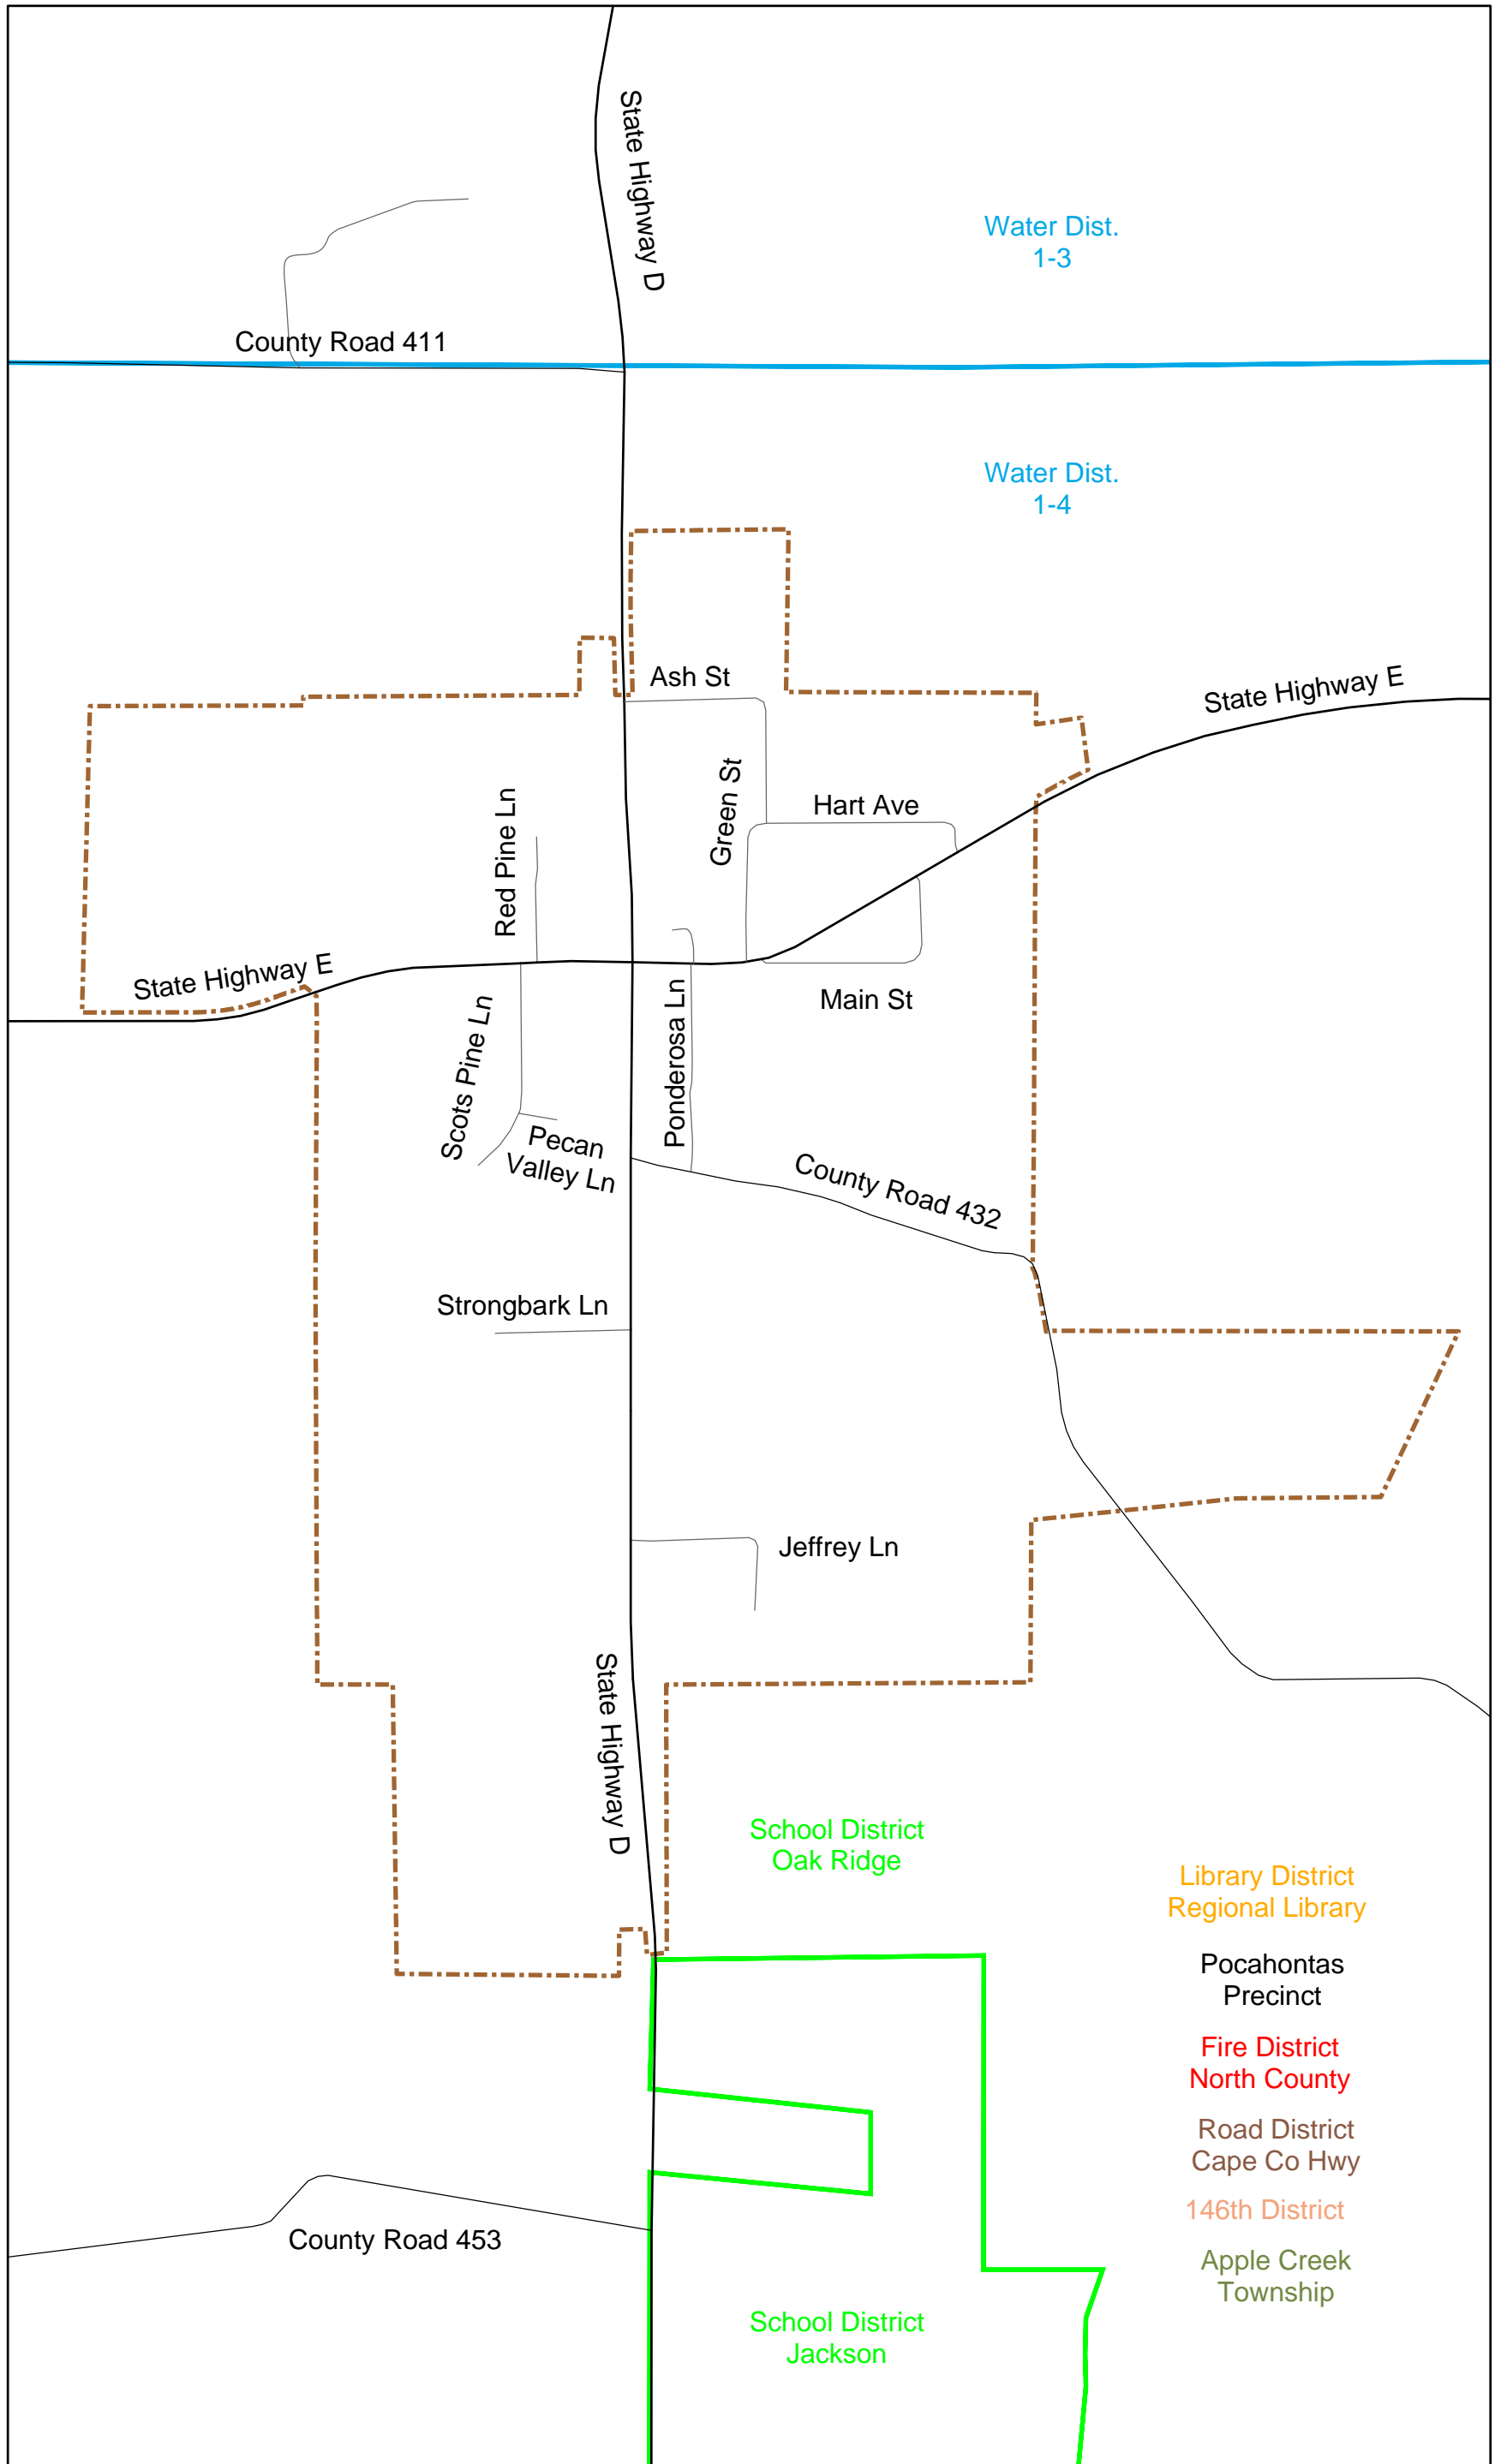 State Highway D
Water Dist.
1-3
County Road 411
Water Dist.
1-4
Ash St
State Highway E
Green St
Hart Ave
Red Pine Ln
State Highway E
Main St
Scots Pine Ln
Ponderosa Ln
Pecan
Valley Ln
County Road 432
Strongbark Ln
Jeffrey Ln
State Highway D
School District
Oak Ridge
Library District
Regional Library
Pocahontas
Precinct
Fire District
North County
Road District
Cape Co Hwy
146th District
County Road 453
Apple Creek
Township
School District
Jackson